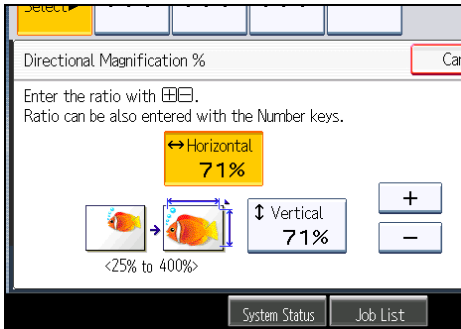 Select►
Directional Magnification %
Enter the ratio with ⊞⊟.
Ratio can be also entered with the Number keys.
↔Horizontal
71%
↕ Vertical
71%
+
−
<25% to 400%>
System Status
Job List